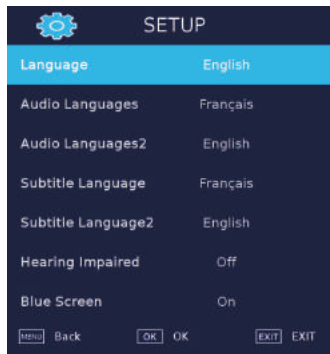 SETUP
Language English
Audio Languages Français
Audio Languages2 English
Subtitle Language Français
Subtitle Language2 English
Hearing Impaired Off
Blue Screen On
MENU Back OK OK EXIT EXIT